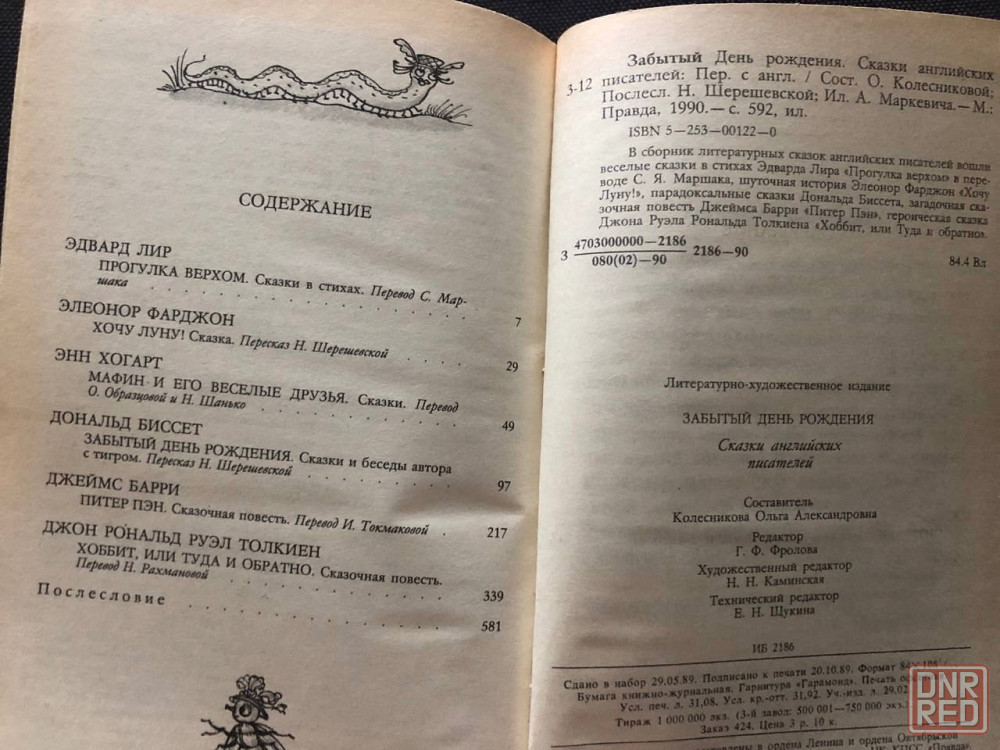 СОДЕРЖАНИЕ
ЭДВАРД ЛИР
ПРОГУЛКА ВЕРХОМ. Сказки в стихах. Перевод С. Мар-
шака . . . . . . . . . . . . . . 7
ЭЛЕОНОР ФАРДЖОН
ХОЧУ ЛУНУ! Сказка. Пересказ Н. Шерешевской . . . . 29
ЭНН ХОГАРТ
МАФИН И ЕГО ВЕСЕЛЫЕ ДРУЗЬЯ. Сказки. Перевод
О. Образцовой и Н. Шанько . . . . . . . . . 49
ДОНАЛЬД БИССЕТ
ЗАБЫТЫЙ ДЕНЬ РОЖДЕНИЯ. Сказки и беседы автора
с тигром. Пересказ Н. Шерешевской . . . . . . . 97
ДЖЕЙМС БАРРИ
ПИТЕР ПЭН. Сказочная повесть. Перевод И. Токмаковой . 217
ДЖОН РОНАЛЬД РУЭЛ ТОЛКИЕН
ХОББИТ, ИЛИ ТУДА И ОБРАТНО. Сказочная повесть.
Перевод Н. Рахмановой . . . . . . . . . . 339
Послесловие . . . . . . . . . . . . 581
Забытый День рождения. Сказки английских
3-12 писателей: Пер. с англ. / Сост. О. Колесниковой;
Послесл. Н. Шерешевской; Ил. А. Маркевича.— М.:
Правда, 1990.— с. 592, ил.
ISBN 5—253—00122—0
В сборник литературных сказок английских писателей вошли
веселые сказки в стихах Эдварда Лира «Прогулка верхом» в пере-
воде С. Я. Маршака, шуточная история Элеонор Фарджон «Хочу
Луну!», парадоксальные сказки Дональда Биссета, загадочная ска-
зочная повесть Джеймса Барри «Питер Пэн», героическая сказка
Джона Руэла Рональда Толкиена «Хоббит, или Туда и обратно».
4703000000—2186
З 2186—90
080(02)—90
84.4 Вл
Литературно-художественное издание
ЗАБЫТЫЙ ДЕНЬ РОЖДЕНИЯ
Сказки английских
писателей
Составитель
Колесникова Ольга Александровна
Редактор
Г. Ф. Фролова
Художественный редактор
Н. Н. Каминская
Технический редактор
Е. Н. Щукина
ИБ 2186
Сдано в набор 29.05.89. Подписано к печати 20.10.89. Формат
Бумага книжно-журнальная. Гарнитура «Гарамонд». Печать
Усл. печ. л. 31,08. Усл. кр.-отт. 31,92. Уч.-изд. л. 29,02
Тираж 1 000 000 экз. (3-й завод: 500 001—750 000 экз.)
Заказ 424. Цена 3 р. 10 к.
ордена Ленина и ордена Октябрьской
DNR
RED